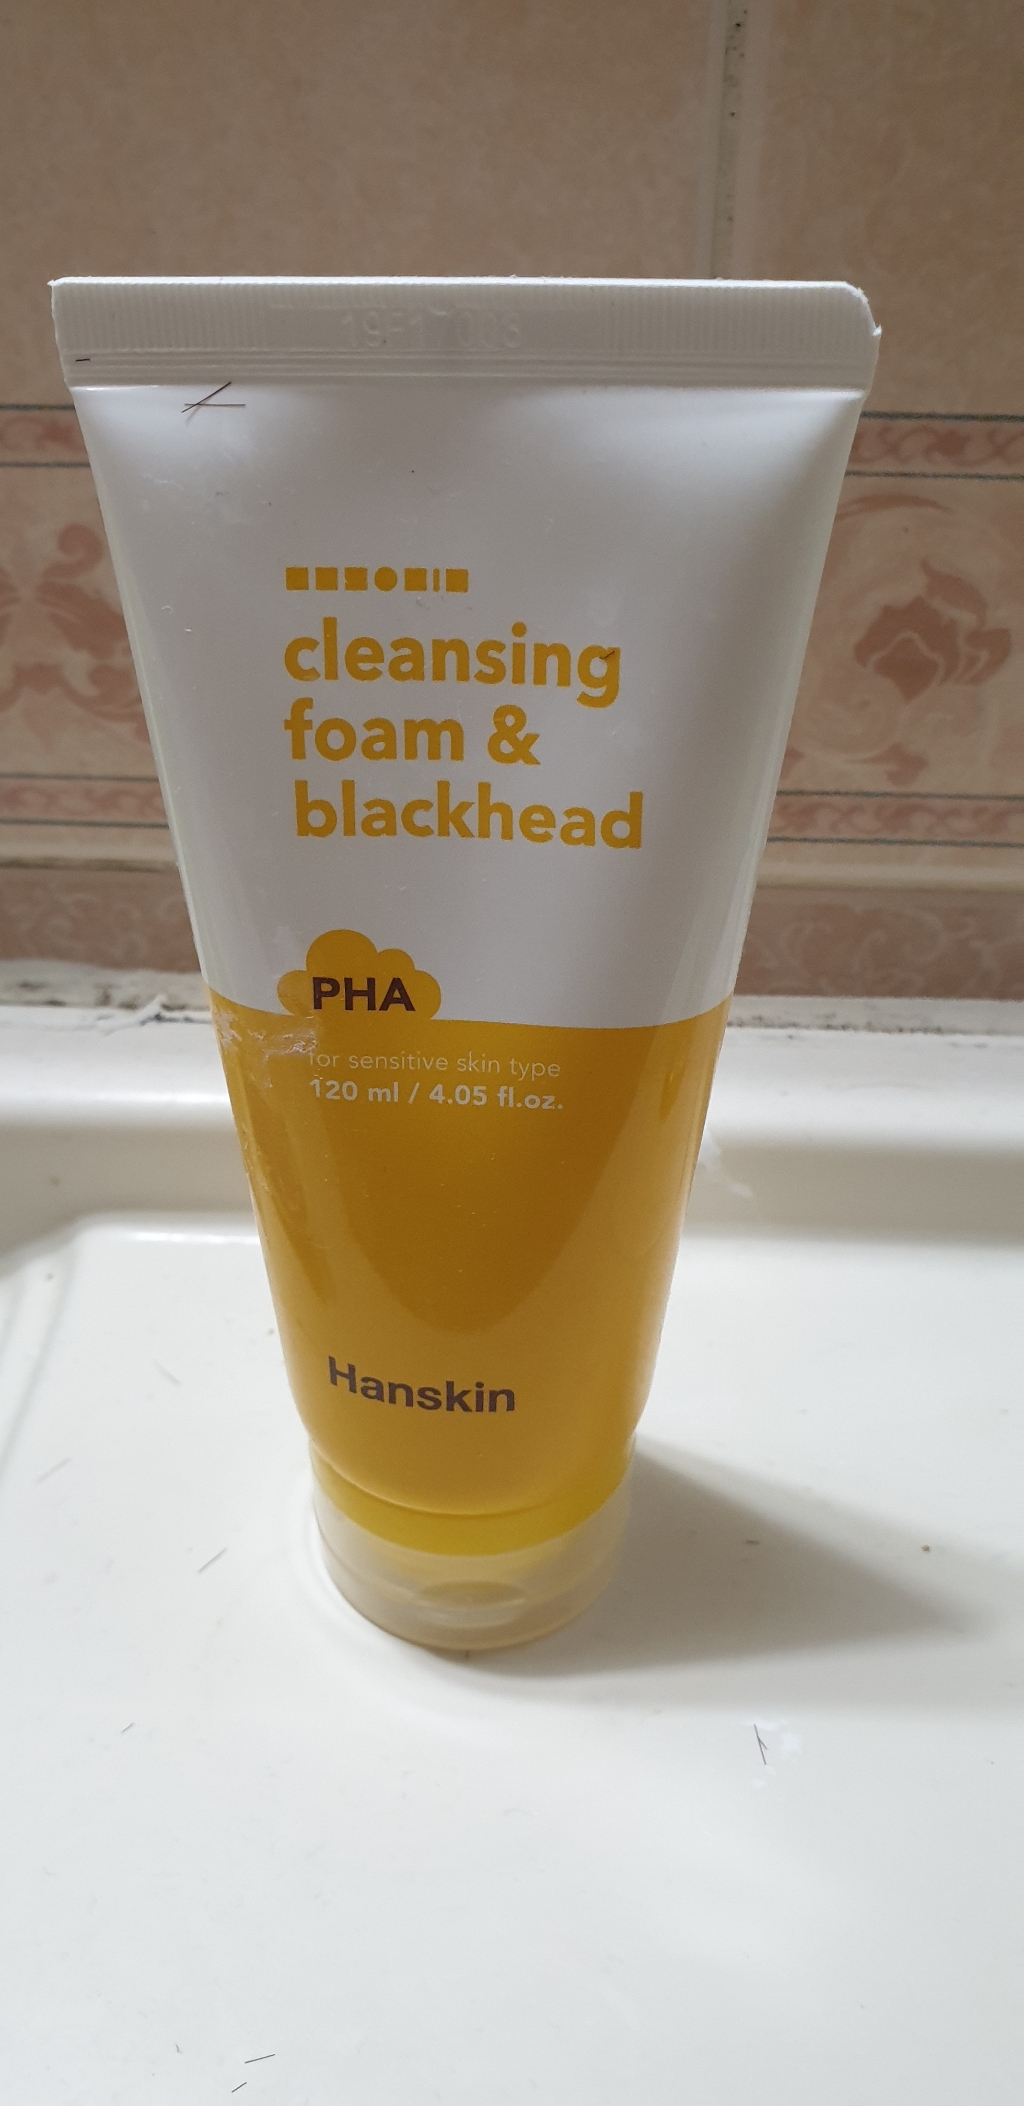 cleansing
foam &
blackhead
PHA
for sensitive skin type
120 ml / 4.05 fl.oz.
Hanskin